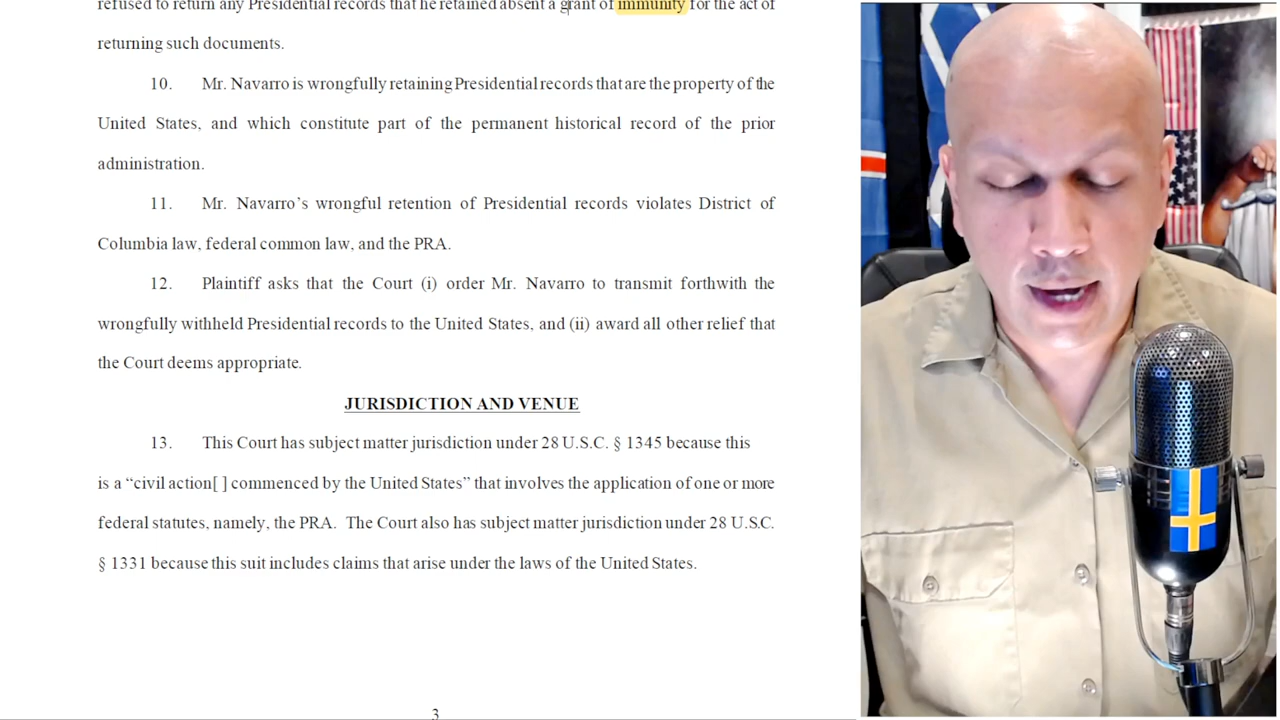 refused to return any Presidential records that he retained absent a grant of immunity for the act of
returning such documents.
10. Mr. Navarro is wrongfully retaining Presidential records that are the property of the
United States, and which constitute part of the permanent historical record of the prior
administration.
11. Mr. Navarro’s wrongful retention of Presidential records violates District of
Columbia law, federal common law, and the PRA.
12. Plaintiff asks that the Court (i) order Mr. Navarro to transmit forthwith the
wrongfully withheld Presidential records to the United States, and (ii) award all other relief that
the Court deems appropriate.
JURISDICTION AND VENUE
13. This Court has subject matter jurisdiction under 28 U.S.C. § 1345 because this
is a “civil action[ ] commenced by the United States” that involves the application of one or more
federal statutes, namely, the PRA. The Court also has subject matter jurisdiction under 28 U.S.C.
§ 1331 because this suit includes claims that arise under the laws of the United States.
3